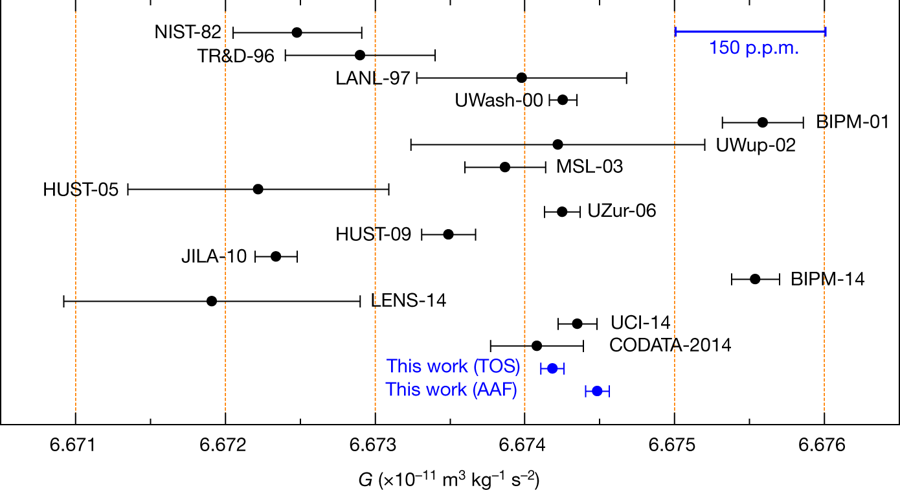 NIST-82
150 p.p.m.
TR&D-96
LANL-97
UWash-00
BIPM-01
UWup-02
MSL-03
HUST-05
UZur-06
HUST-09
JILA-10
BIPM-14
LENS-14
UCI-14
CODATA-2014
This work (TOS)
This work (AAF)
6.671 6.672 6.673 6.674 6.675 6.676
G (×10⁻¹¹ m³ kg⁻¹ s⁻²)